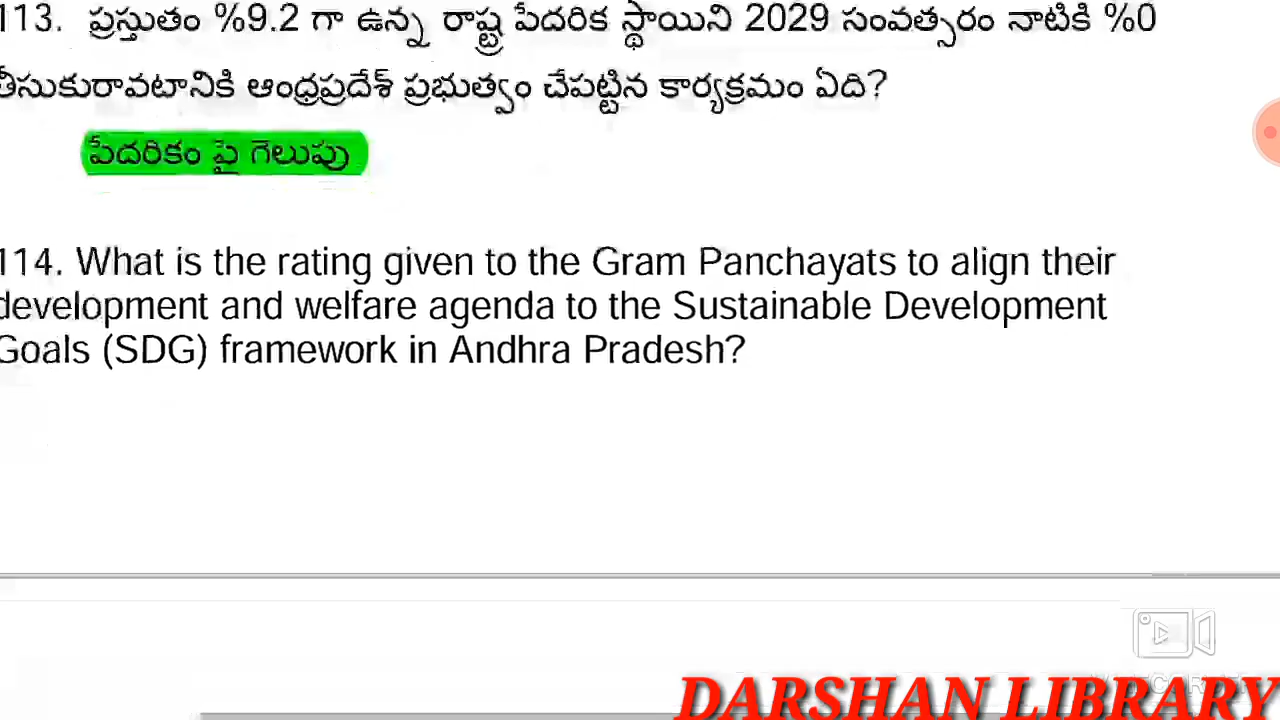 113. ప్రస్తుతం %9.2 గా ఉన్న రాష్ట్ర పేదరిక స్థాయిని 2029 సంవత్సరం నాటికి %0
తీసుకురావటానికి ఆంధ్రప్రదేశ్ ప్రభుత్వం చేపట్టిన కార్యక్రమం ఏది?
పేదరికం పై గెలుపు
114. What is the rating given to the Gram Panchayats to align their
development and welfare agenda to the Sustainable Development
Goals (SDG) framework in Andhra Pradesh?
DARSHAN LIBRARY